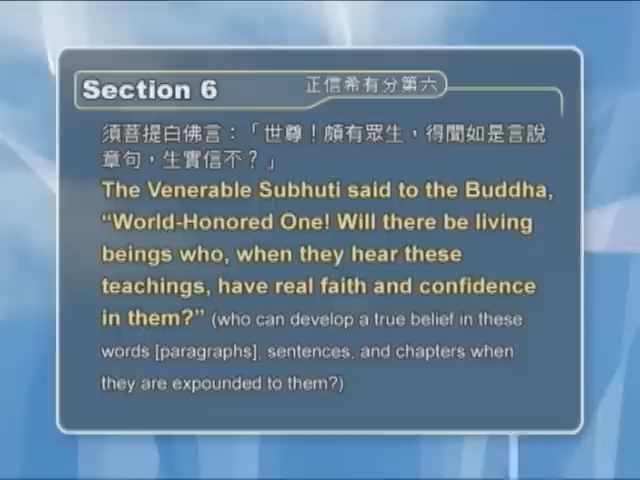 Section 6
正信希有分第六
須菩提白佛言：「世尊！頗有眾生，得聞如是言說
章句，生實信不？」
The Venerable Subhuti said to the Buddha,
“World-Honored One! Will there be living
beings who, when they hear these
teachings, have real faith and confidence
in them?” (who can develop a true belief in these
words [paragraphs], sentences, and chapters when
they are expounded to them?)